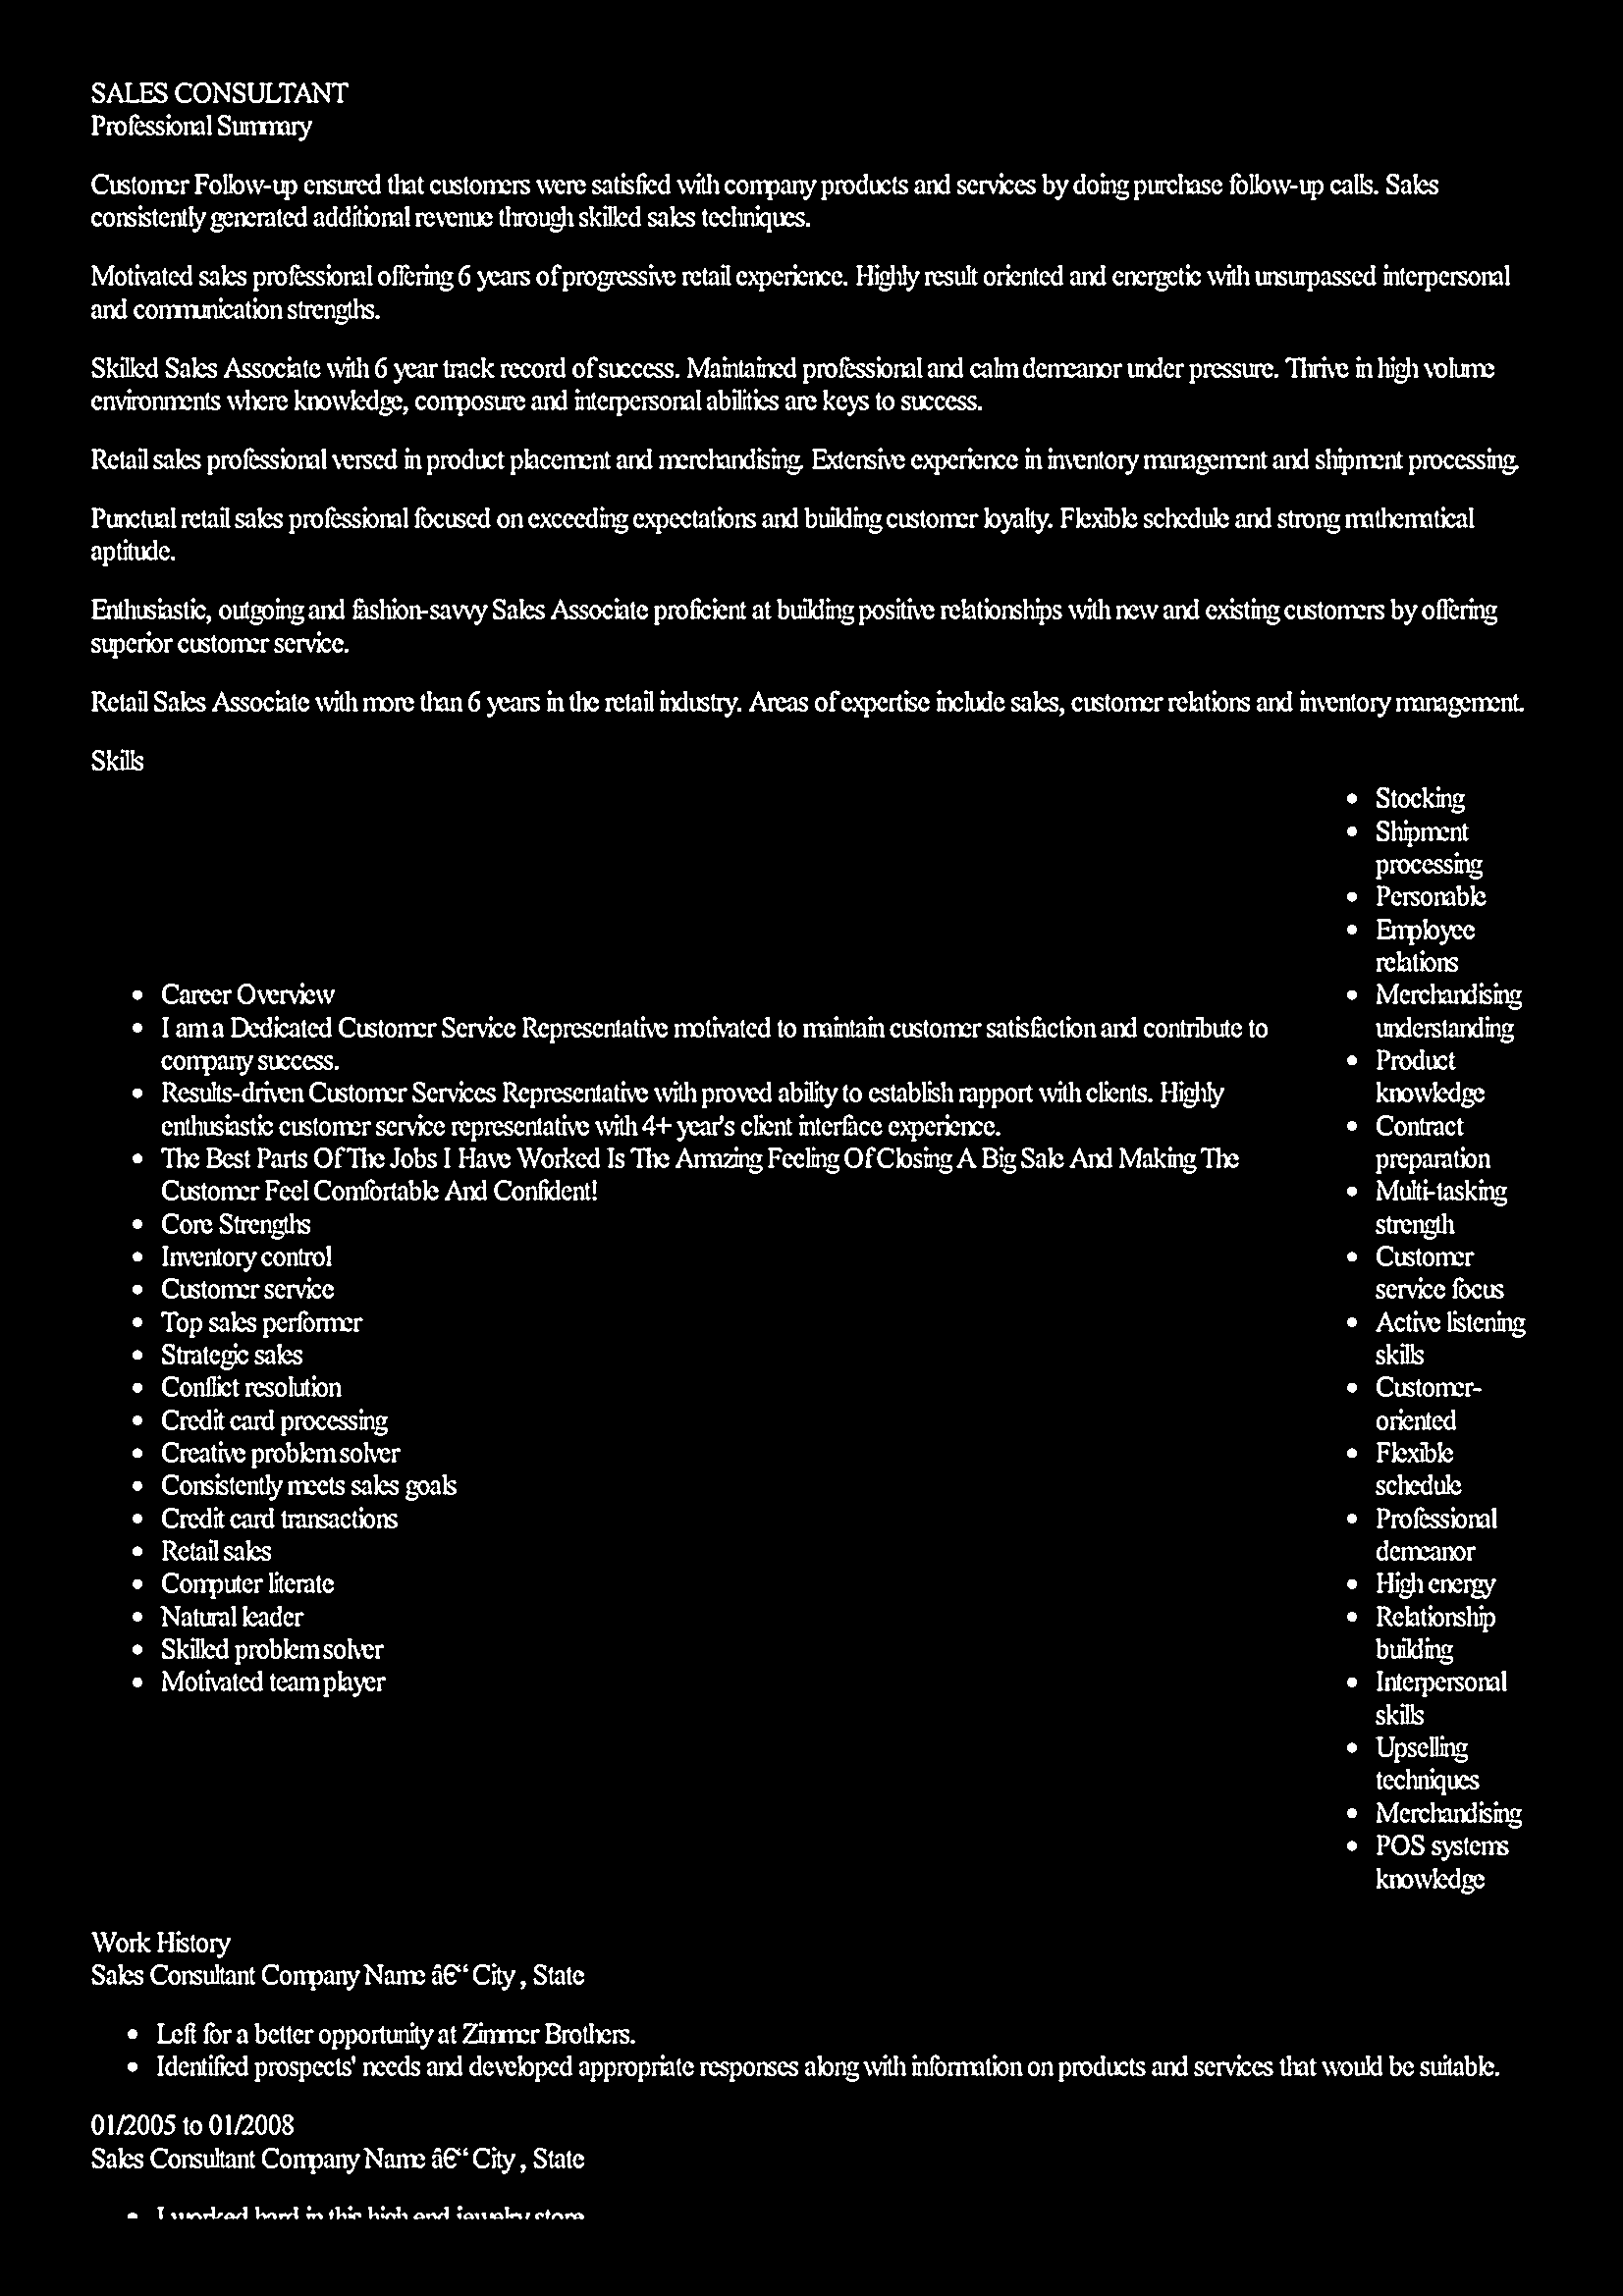 SALES CONSULTANT
Professional Summary
Customer Follow-up ensured that customers were satisfied with company products and services by doing purchase follow-up calls. Sales
consistently generated additional revenue through skilled sales techniques.
Motivated sales professional offering 6 years of progressive retail experience. Highly result oriented and energetic with unsurpassed interpersonal
and communication strengths.
Skilled Sales Associate with 6 year track record of success. Maintained professional and calm demeanor under pressure. Thrive in high volume
environments where knowledge, composure and interpersonal abilities are keys to success.
Retail sales professional versed in product placement and merchandising. Extensive experience in inventory management and shipment processing.
Punctual retail sales professional focused on exceeding expectations and building customer loyalty. Flexible schedule and strong mathematical
aptitude.
Enthusiastic, outgoing and fashion-savvy Sales Associate proficient at building positive relationships with new and existing customers by offering
superior customer service.
Retail Sales Associate with more than 6 years in the retail industry. Areas of expertise include sales, customer relations and inventory management.
Skills
• Career Overview
• I am a Dedicated Customer Service Representative motivated to maintain customer satisfaction and contribute to
company success.
• Results-driven Customer Services Representative with proved ability to establish rapport with clients. Highly
enthusiastic customer service representative with 4+ year's client interface experience.
• The Best Parts Of The Jobs I Have Worked Is The Amazing Feeling Of Closing A Big Sale And Making The
Customer Feel Comfortable And Confident!
• Core Strengths
• Inventory control
• Customer service
• Top sales performer
• Strategic sales
• Conflict resolution
• Credit card processing
• Creative problem solver
• Consistently meets sales goals
• Credit card transactions
• Retail sales
• Computer literate
• Natural leader
• Skilled problem solver
• Motivated team player
• Stocking
• Shipment
processing
• Personable
• Employee
relations
• Merchandising
understanding
• Product
knowledge
• Contract
preparation
• Multi-tasking
strength
• Customer
service focus
• Active listening
skills
• Customer-
oriented
• Flexible
schedule
• Professional
demeanor
• High energy
• Relationship
building
• Interpersonal
skills
• Upselling
techniques
• Merchandising
• POS systems
knowledge
Work History
Sales Consultant Company Name â€“ City , State
• Left for a better opportunity at Zimmer Brothers.
• Identified prospects' needs and developed appropriate responses along with information on products and services that would be suitable.
01/2005 to 01/2008
Sales Consultant Company Name â€“ City , State
• I worked hard in this high end jewelry store